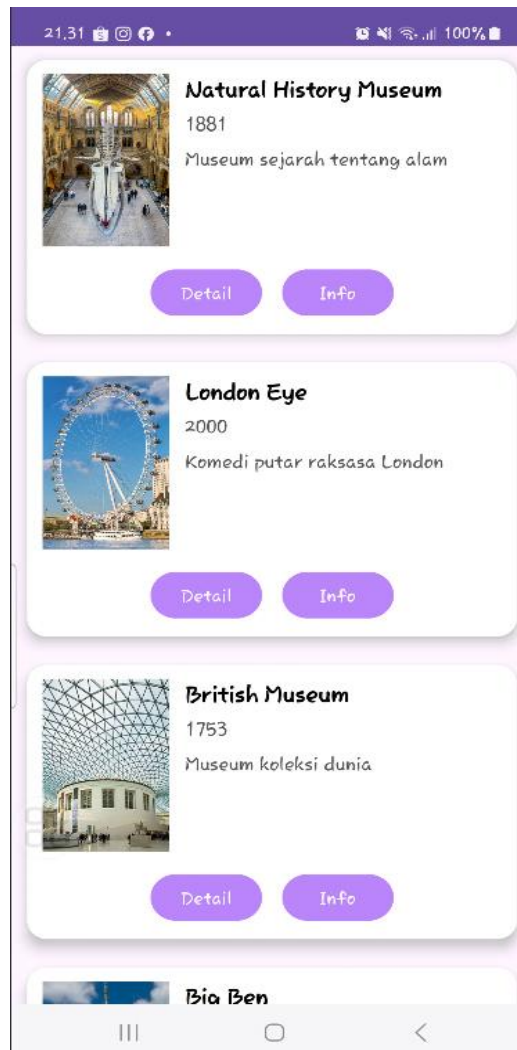 21.31
100%
Natural History Museum
1881
Museum sejarah tentang alam
Detail Info
London Eye
2000
Komedi putar raksasa London
Detail Info
British Museum
1753
Museum koleksi dunia
Detail Info
Big Ben